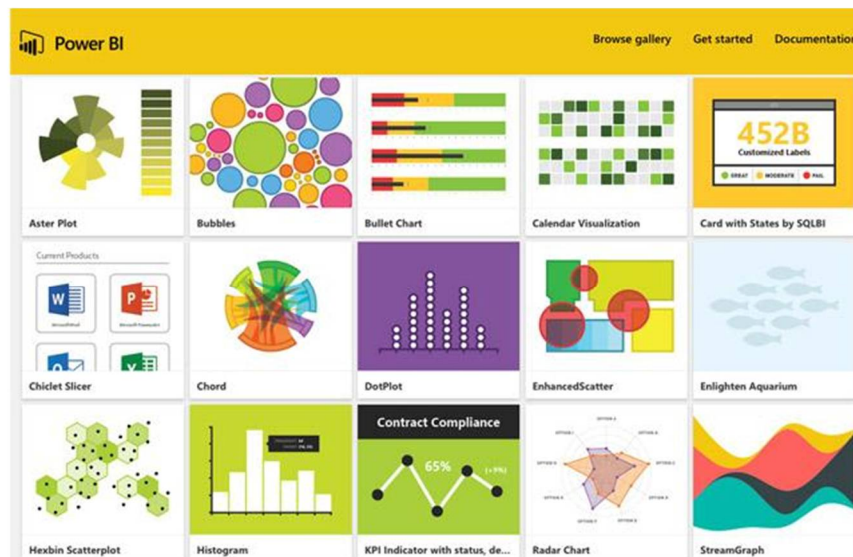 Power BI
Browse gallery Get started Documentation
452B
Customized Labels
GREAT MODERATE FAIL
Aster Plot
Bubbles
Bullet Chart
Calendar Visualization
Card with States by SQLBI
Current Products
W
P
Contract Compliance
Chiclet Slicer
Chord
DotPlot
EnhancedScatter
Enlighten Aquarium
65%
(+9%)
Hexbin Scatterplot
Histogram
KPI Indicator with status, de...
Radar Chart
StreamGraph